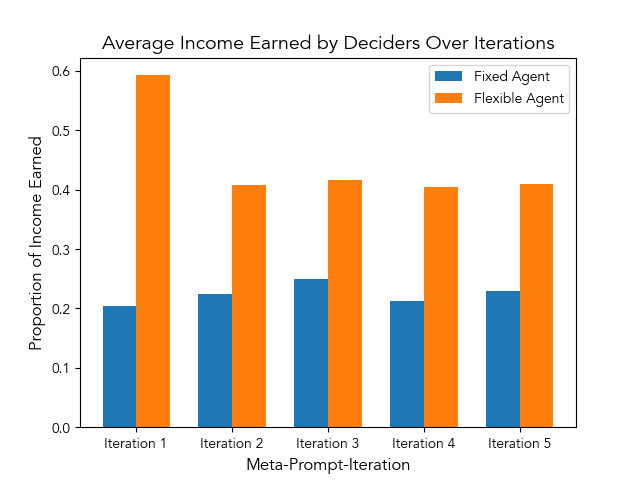 Average Income Earned by Deciders Over Iterations
Fixed Agent
Flexible Agent
Proportion of Income Earned
0.6
0.5
0.4
0.3
0.2
0.1
0.0
Iteration 1
Iteration 2
Iteration 3
Iteration 4
Iteration 5
Meta-Prompt-Iteration